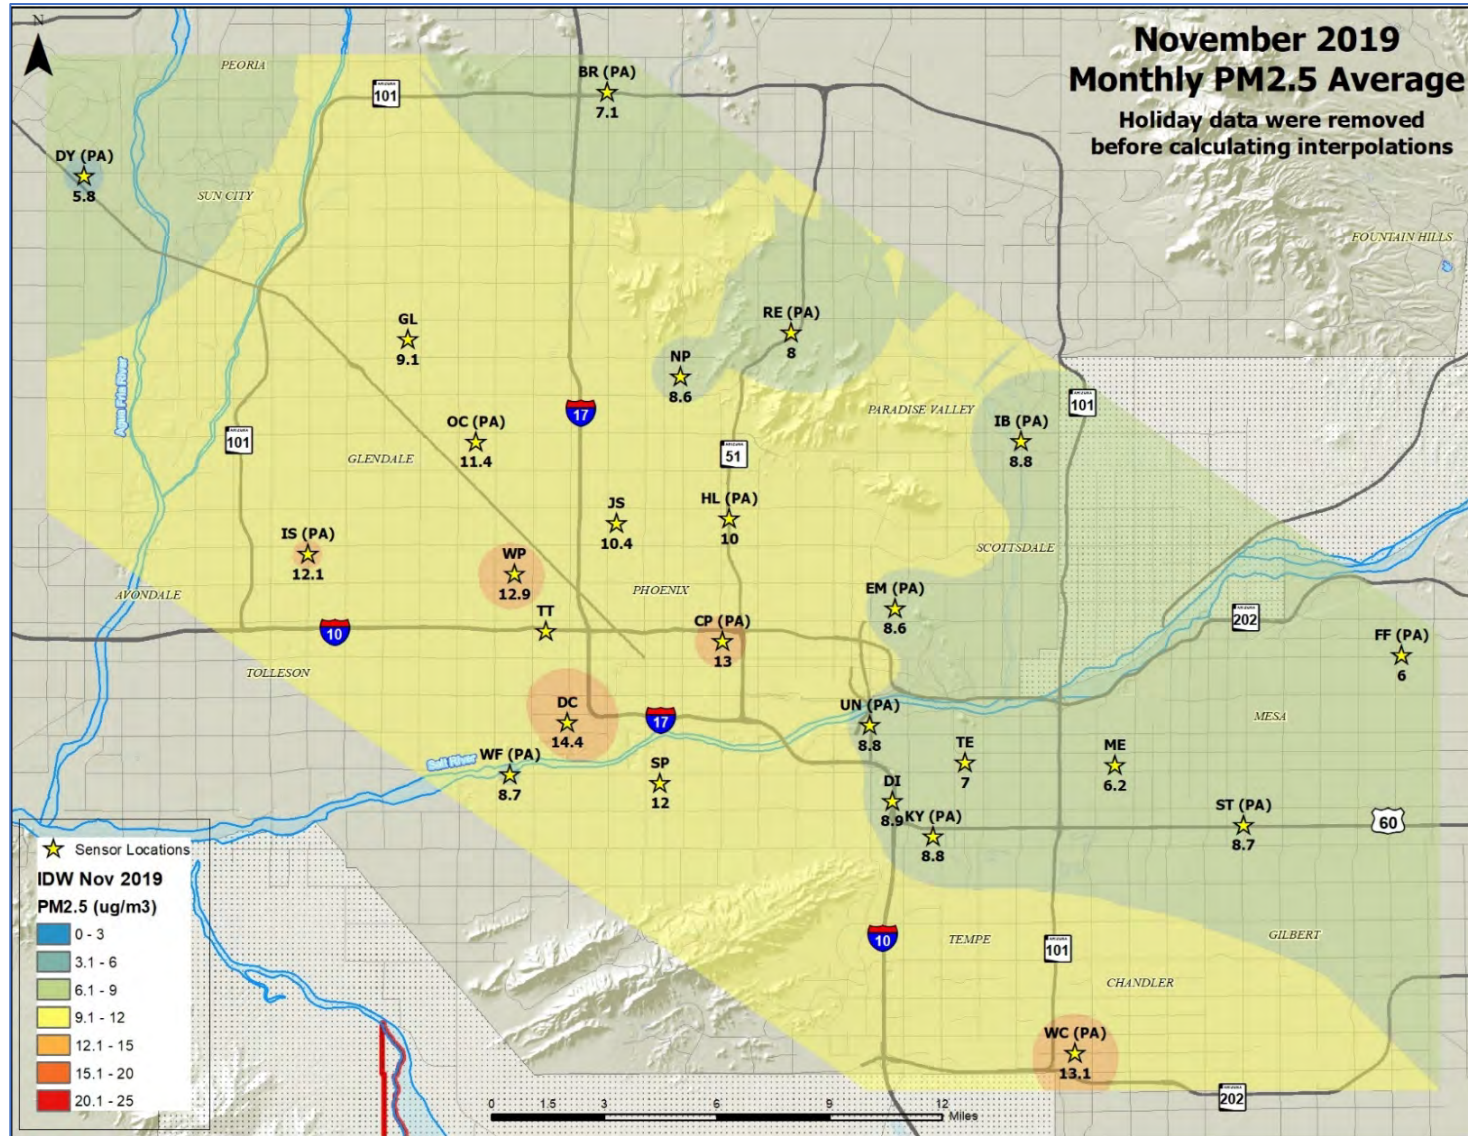 November 2019
Monthly PM2.5 Average
Holiday data were removed
before calculating interpolations
N
PEORIA
ARIZONA
101
BR (PA)
7.1
DY (PA)
5.8
SUN CITY
FOUNTAIN HILLS
GL
9.1
RE (PA)
8
NP
8.6
Agua Fria River
17
ARIZONA
101
PARADISE VALLEY
IB (PA)
8.8
OC (PA)
11.4
ARIZONA
101
GLENDALE
ARIZONA
51
JS
10.4
HL (PA)
10
IS (PA)
12.1
WP
12.9
SCOTTSDALE
AVONDALE
PHOENIX
EM (PA)
8.6
TT
10
CP (PA)
13
ARIZONA
202
FF (PA)
6
TOLLESON
DC
14.4
17
UN (PA)
8.8
MESA
Salt River
WF (PA)
8.7
SP
12
TE
7
ME
6.2
DI
8.9
KY (PA)
8.8
ST (PA)
8.7
60
10
TEMPE
ARIZONA
101
GILBERT
CHANDLER
WC (PA)
13.1
ARIZONA
202
Sensor Locations
IDW Nov 2019
PM2.5 (ug/m3)
0 - 3
3.1 - 6
6.1 - 9
9.1 - 12
12.1 - 15
15.1 - 20
20.1 - 25
0 1.5 3 6 9 12
Miles